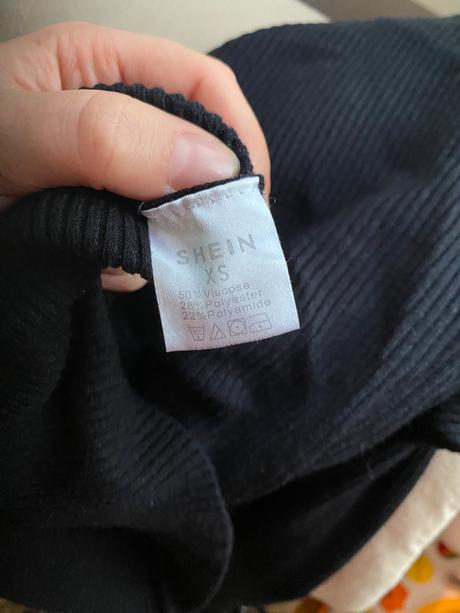 SHEIN
XS
50%Viscose
28%Polyester
22%Polyamide